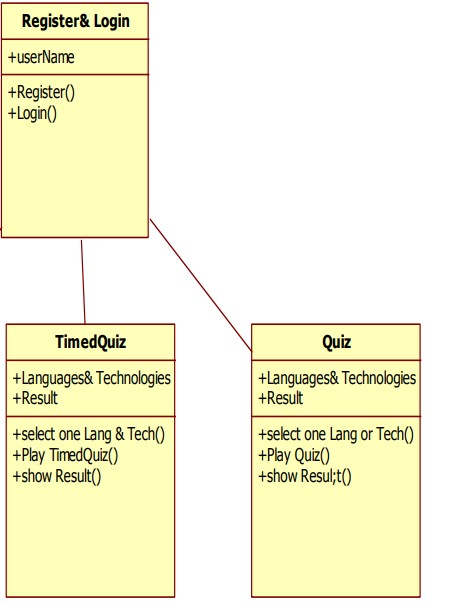 Register& Login
+userName
+Register()
+Login()
TimedQuiz
+Languages& Technologies
+Result
+select one Lang & Tech()
+Play TimedQuiz()
+show Result()
Quiz
+Languages& Technologies
+Result
+select one Lang or Tech()
+Play Quiz()
+show Resul;t()